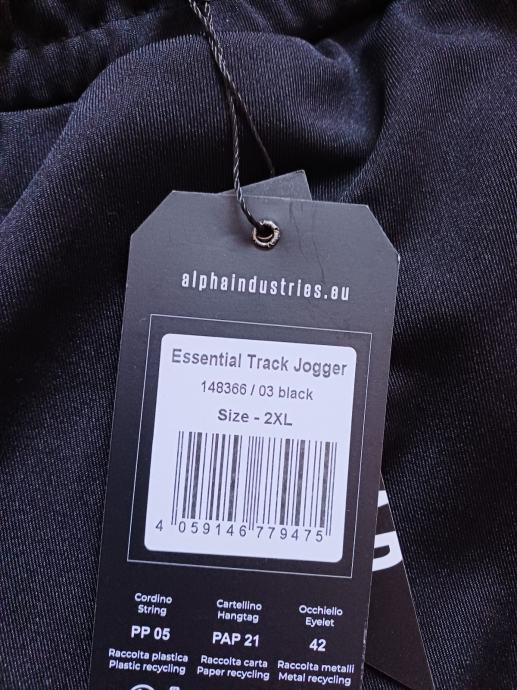 alphaindustries.eu
Essential Track Jogger
148366 / 03 black
Size - 2XL
4 059146 779475
Cordino
String
PP 05
Raccolta plastica
Plastic recycling
Cartellino
Hangtag
PAP 21
Raccolta carta
Paper recycling
Occhiello
Eyelet
42
Raccolta metalli
Metal recycling